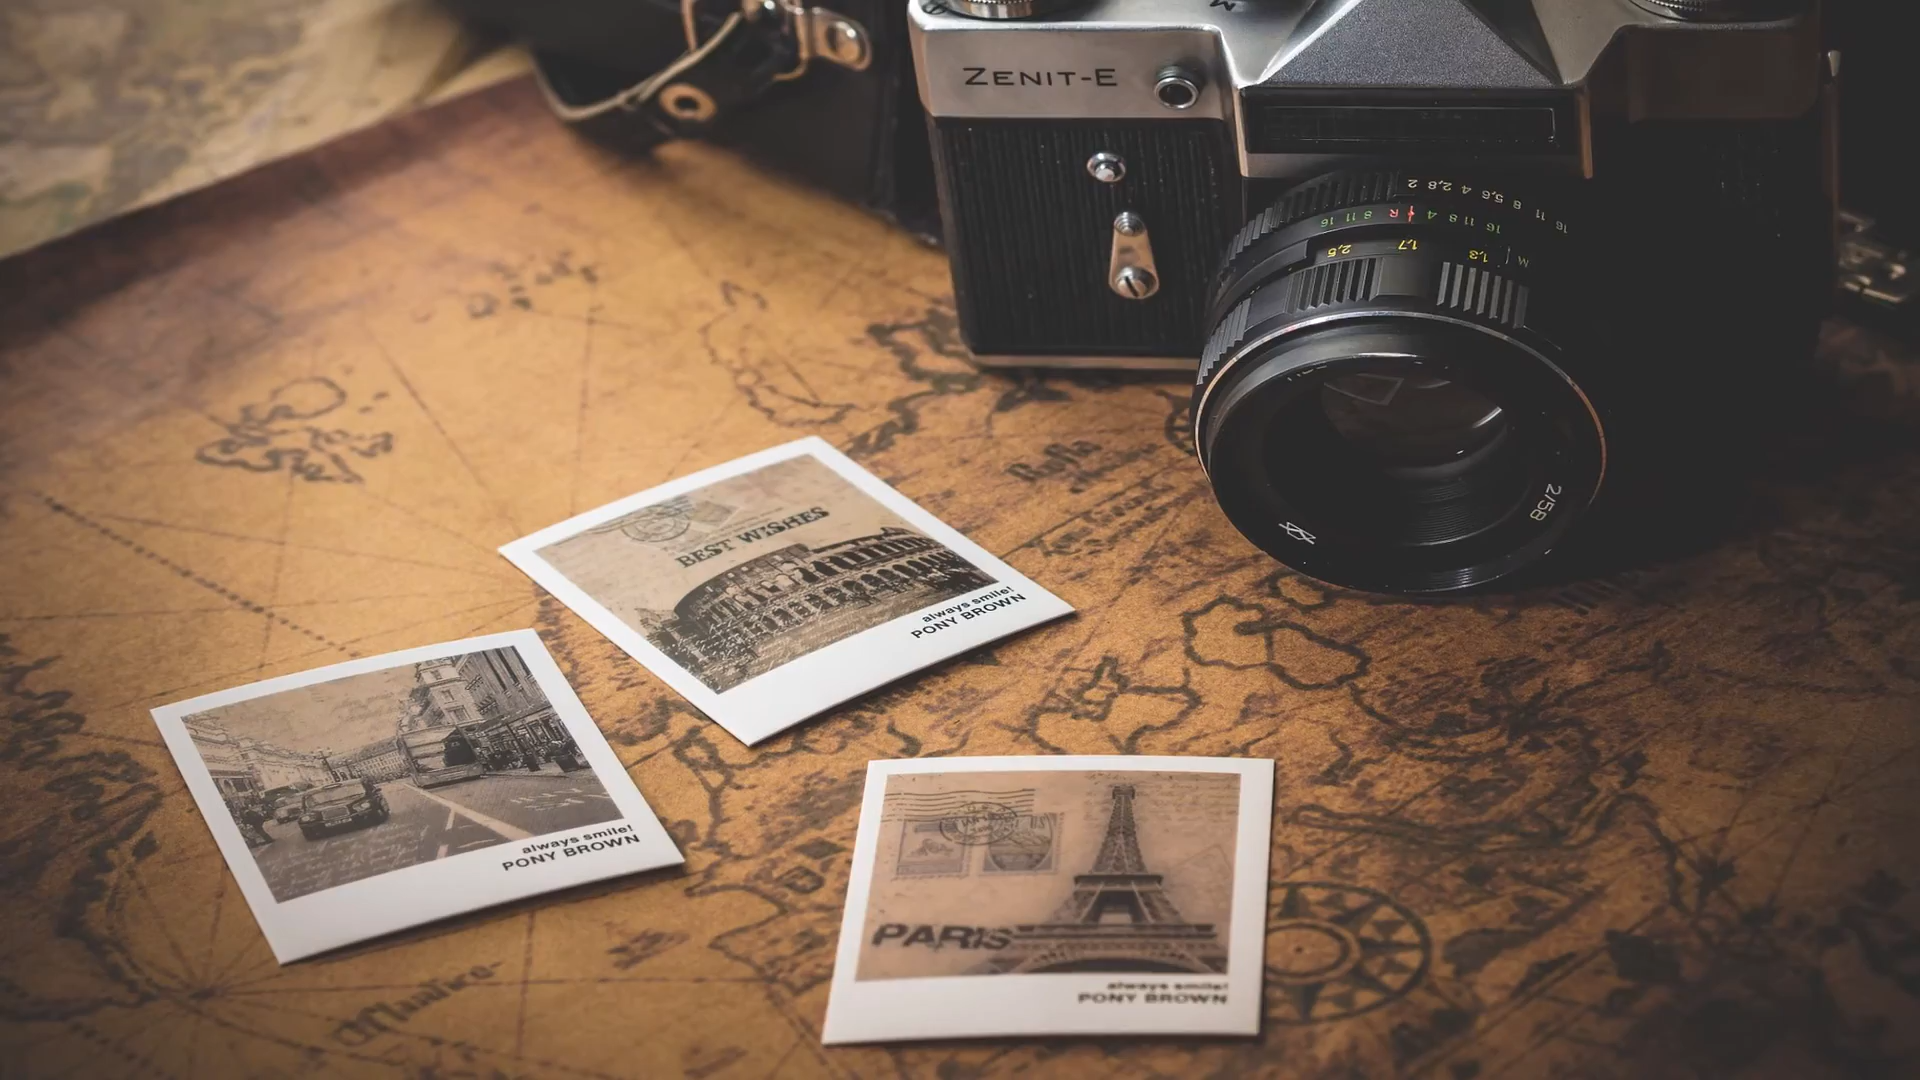 ZENIT-E
2 2,8 4 5,6 8 11 16
16 11 8 R 4 8 11 16
2,5 1,7 1,3 M
2/58
Rossia
BEST WISHES
always smile!
PONY BROWN
always smile!
PONY BROWN
PARIS
always smile!
PONY BROWN